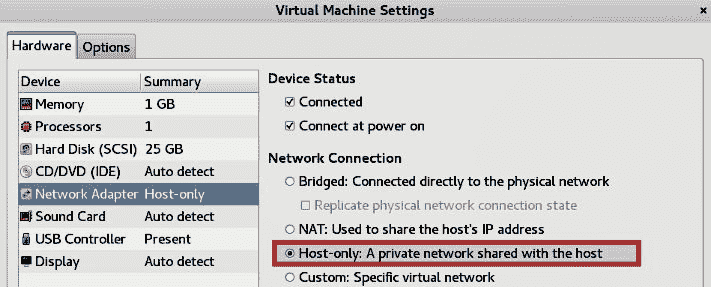 Virtual Machine Settings ×
Hardware Options
Device Summary
Memory 1 GB
Processors 1
Hard Disk (SCSI) 25 GB
CD/DVD (IDE) Auto detect
Network Adapter Host-only
Sound Card Auto detect
USB Controller Present
Display Auto detect
Device Status
Connected
Connect at power on
Network Connection
Bridged: Connected directly to the physical network
Replicate physical network connection state
NAT: Used to share the host's IP address
Host-only: A private network shared with the host
Custom: Specific virtual network